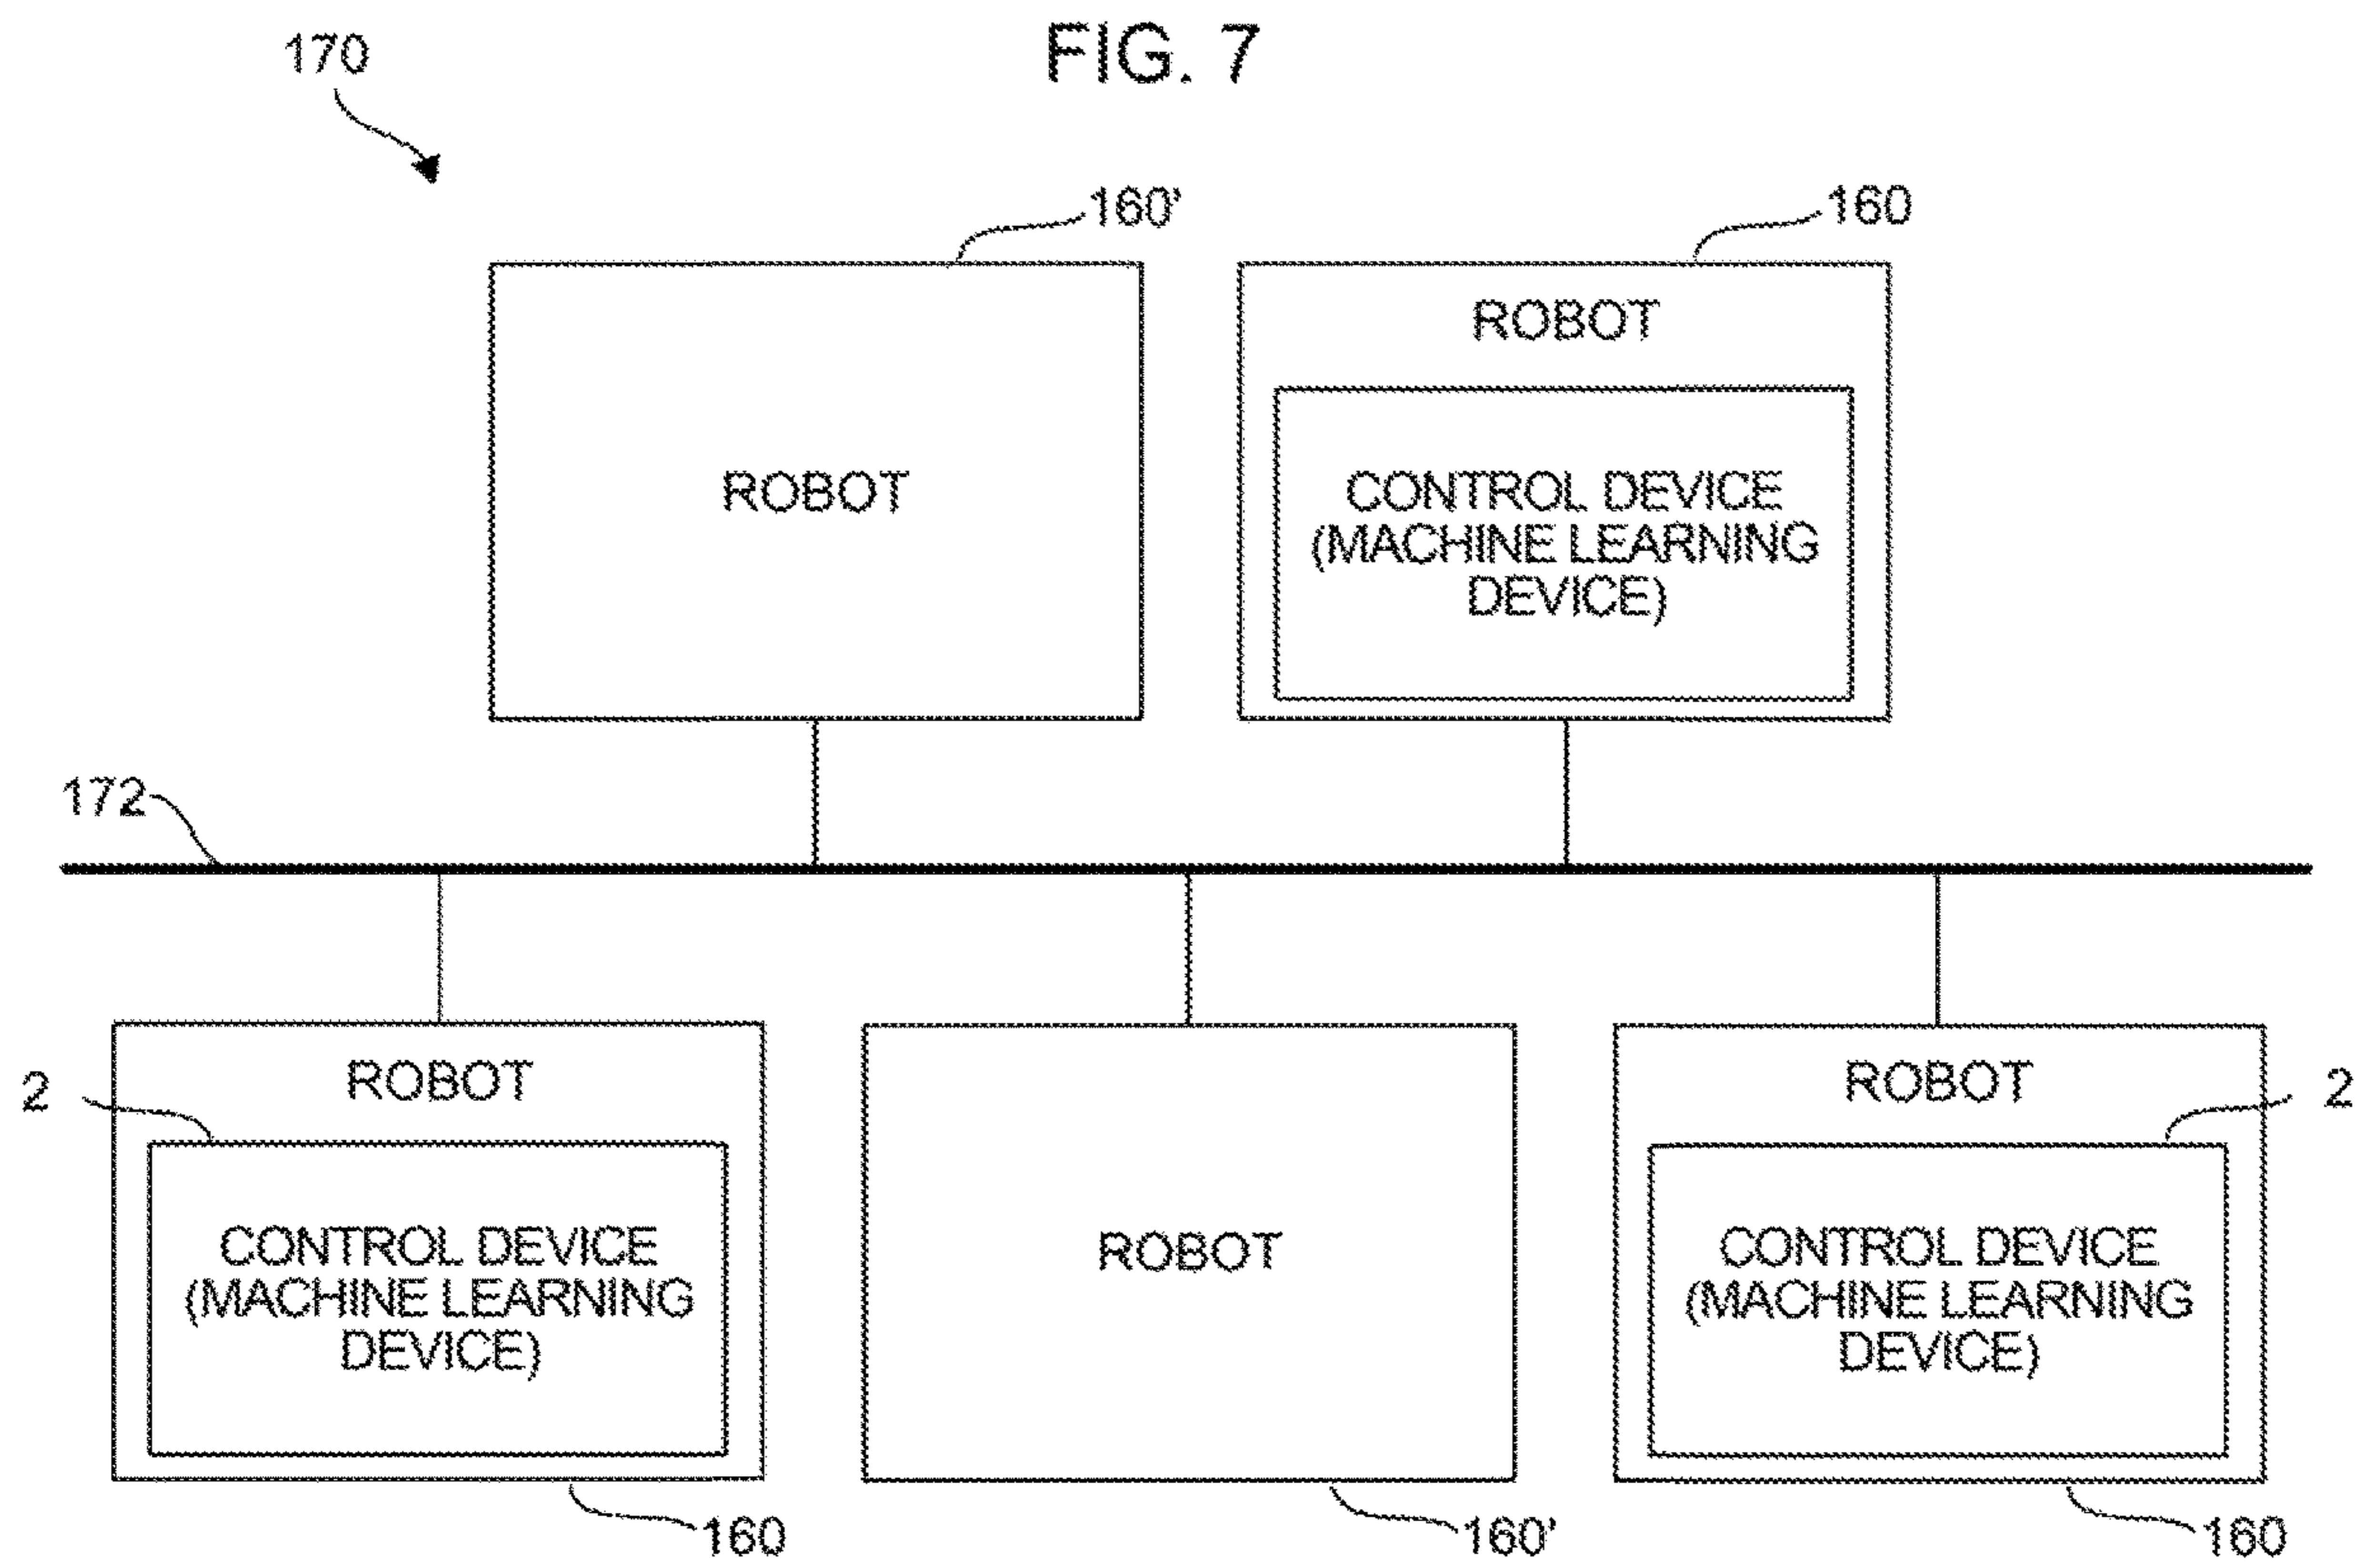 FIG. 7
170
160'
160
ROBOT
ROBOT
CONTROL DEVICE
(MACHINE LEARNING
DEVICE)
172
2
ROBOT
CONTROL DEVICE
(MACHINE LEARNING
DEVICE)
160
ROBOT
160'
ROBOT
2
CONTROL DEVICE
(MACHINE LEARNING
DEVICE)
160